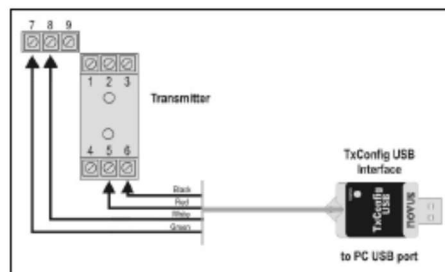 7 8 9
1 2 3
Transmitter
4 5 6
Black
Red
White
Green
TxConfig USB
Interface
TxConfig
USB
NOVUS
to PC USB port